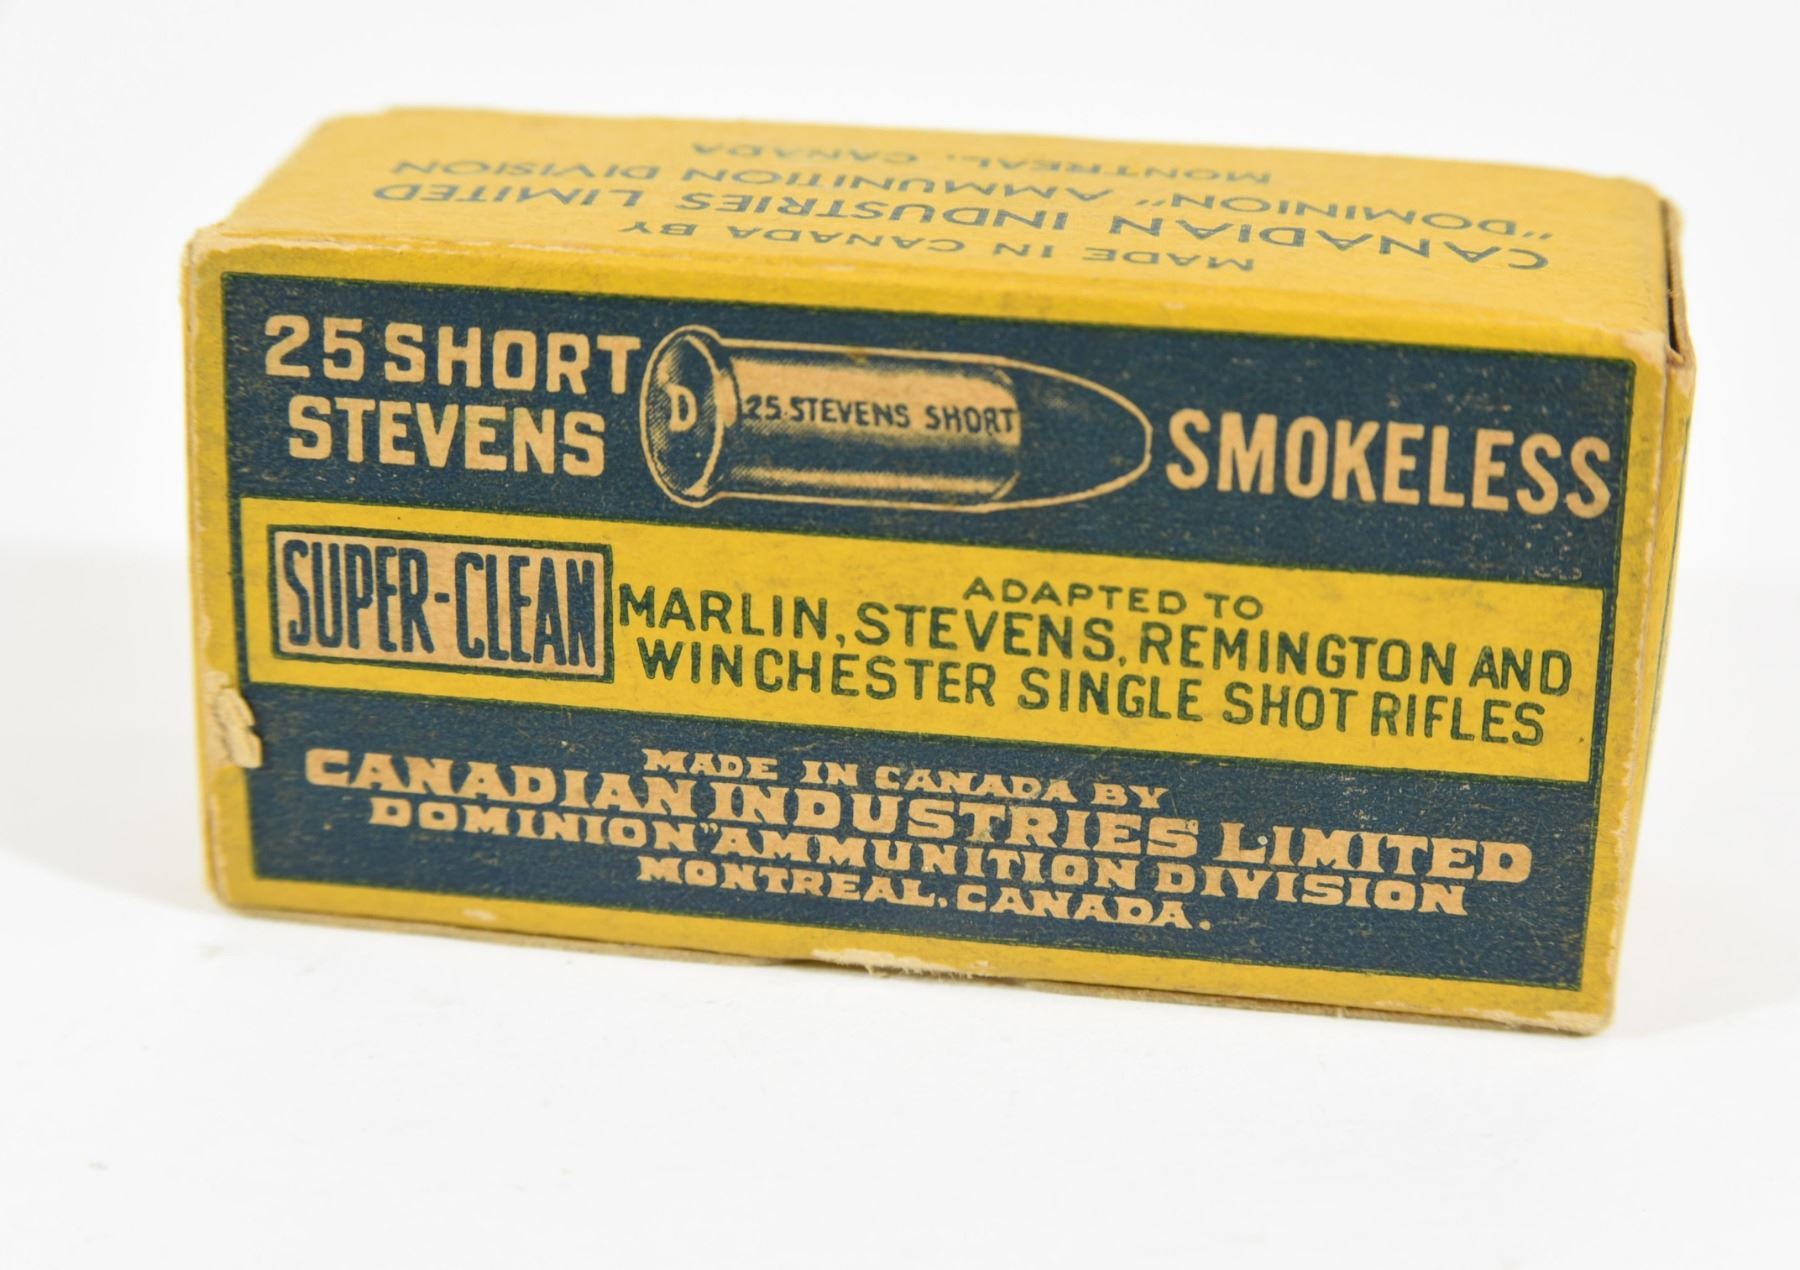 MADE IN CANADA BY
CANADIAN INDUSTRIES LIMITED
"DOMINION" AMMUNITION DIVISION
MONTREAL, CANADA
25 SHORT
STEVENS
D
.25 STEVENS SHORT
SMOKELESS
SUPER-CLEAN
ADAPTED TO
MARLIN, STEVENS, REMINGTON AND
WINCHESTER SINGLE SHOT RIFLES
MADE IN CANADA BY
CANADIAN INDUSTRIES LIMITED
DOMINION" AMMUNITION DIVISION
MONTREAL, CANADA.